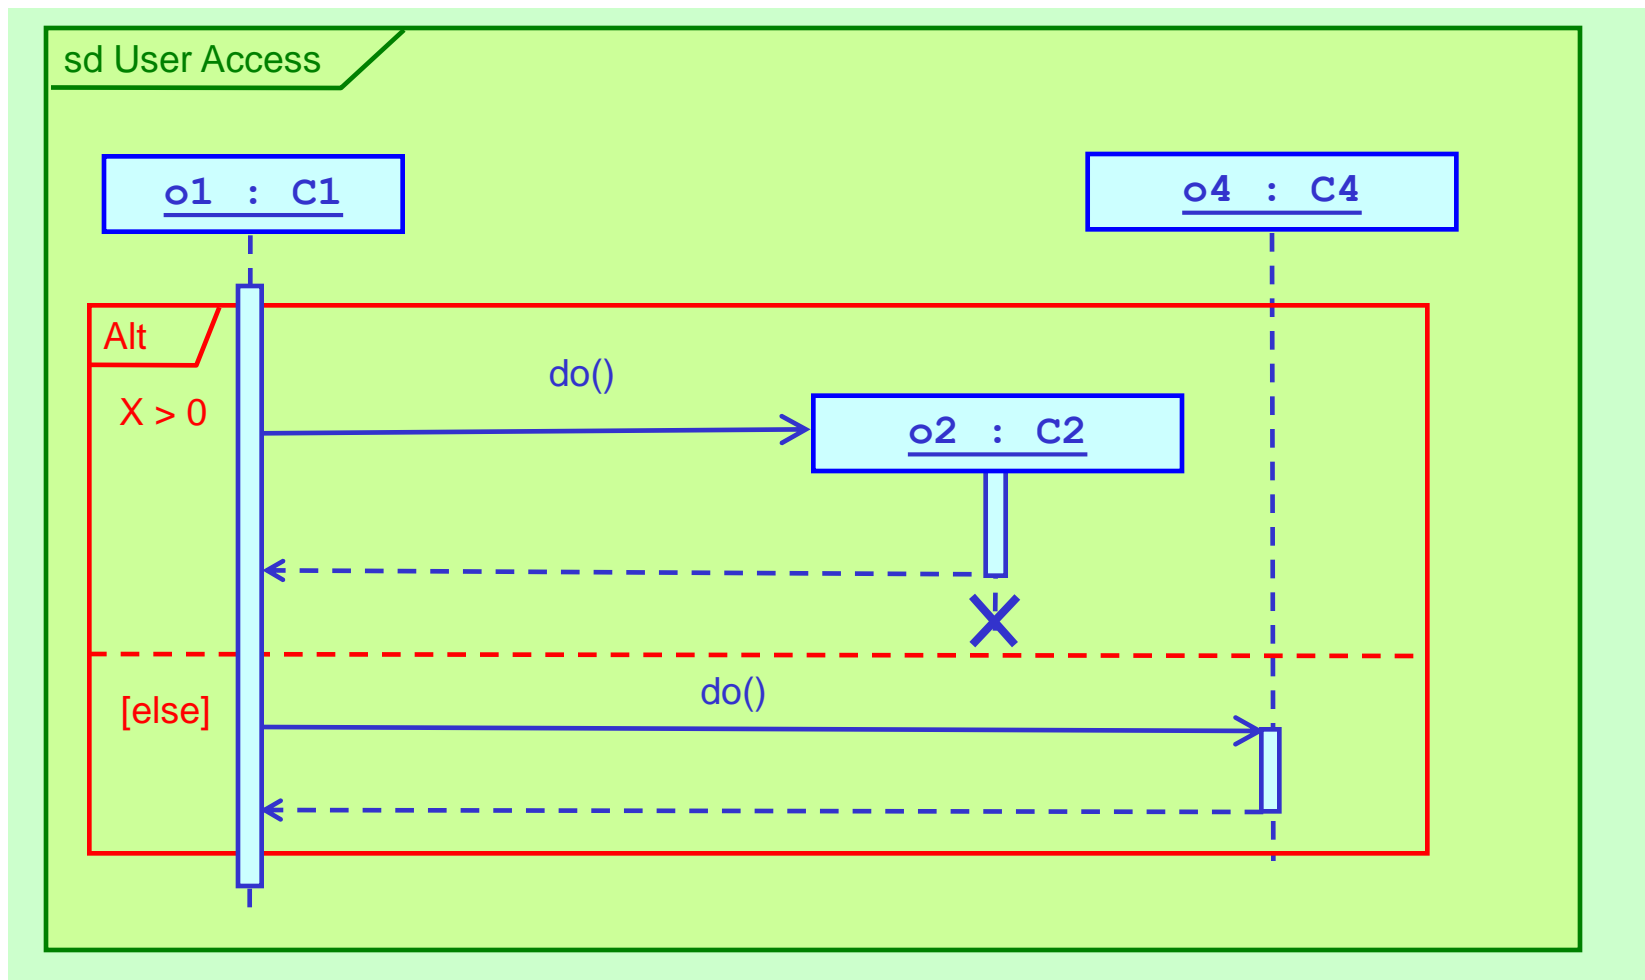 sd User Access
o1 : C1
o4 : C4
Alt
do()
X > 0
o2 : C2
do()
[else]